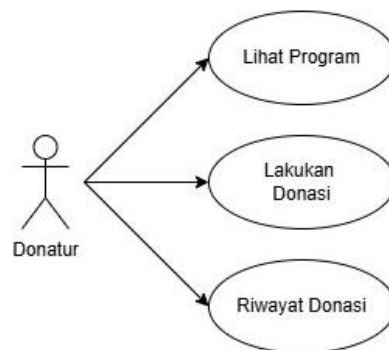 Lihat Program
Lakukan
Donasi
Donatur
Riwayat Donasi